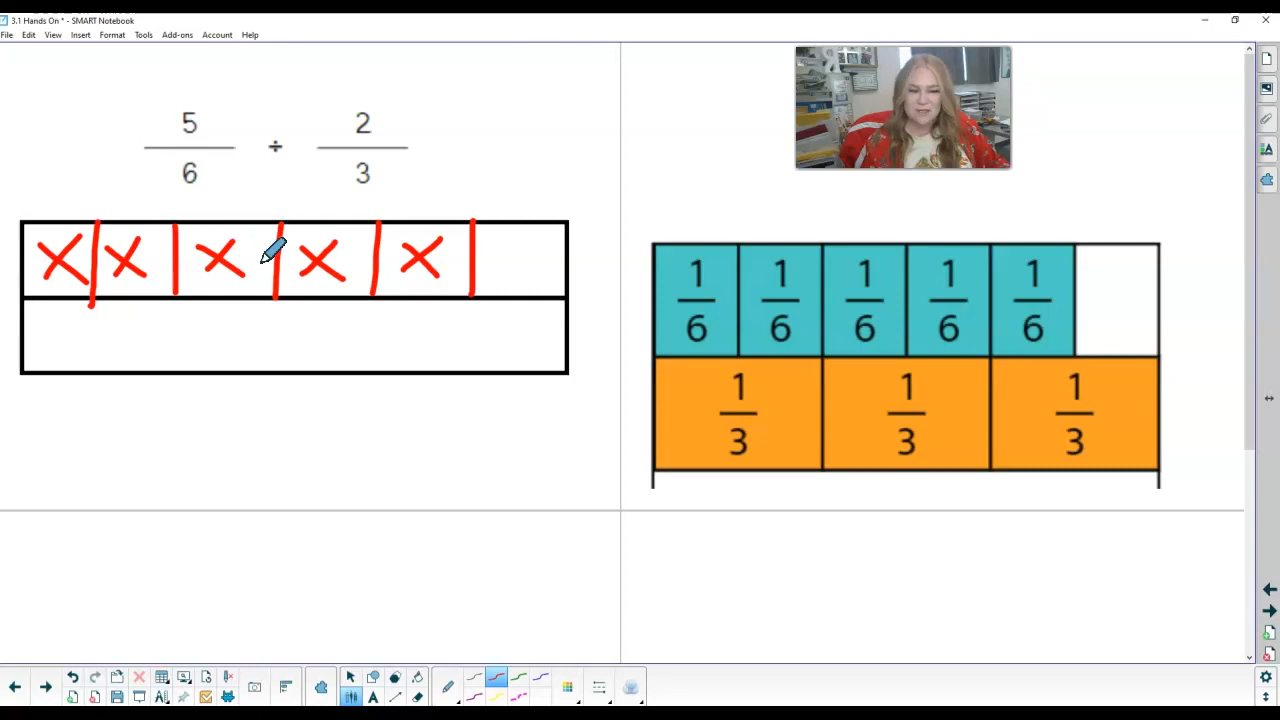 3.1 Hands On * - SMART Notebook
File Edit View Insert Format Tools Add-ons Account Help
5 2
÷
6 3
X X X X X
1 1 1 1 1
6 6 6 6 6
1 1 1
3 3 3